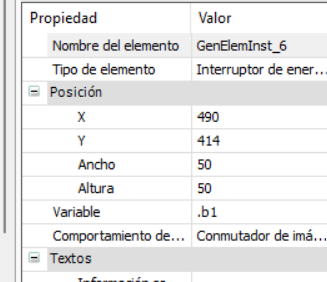 Propiedad Valor
Nombre del elemento GenElemInst_6
Tipo de elemento Interruptor de ener...
Posición
X 490
Y 414
Ancho 50
Altura 50
Variable .b1
Comportamiento de... Conmutador de imá...
Textos